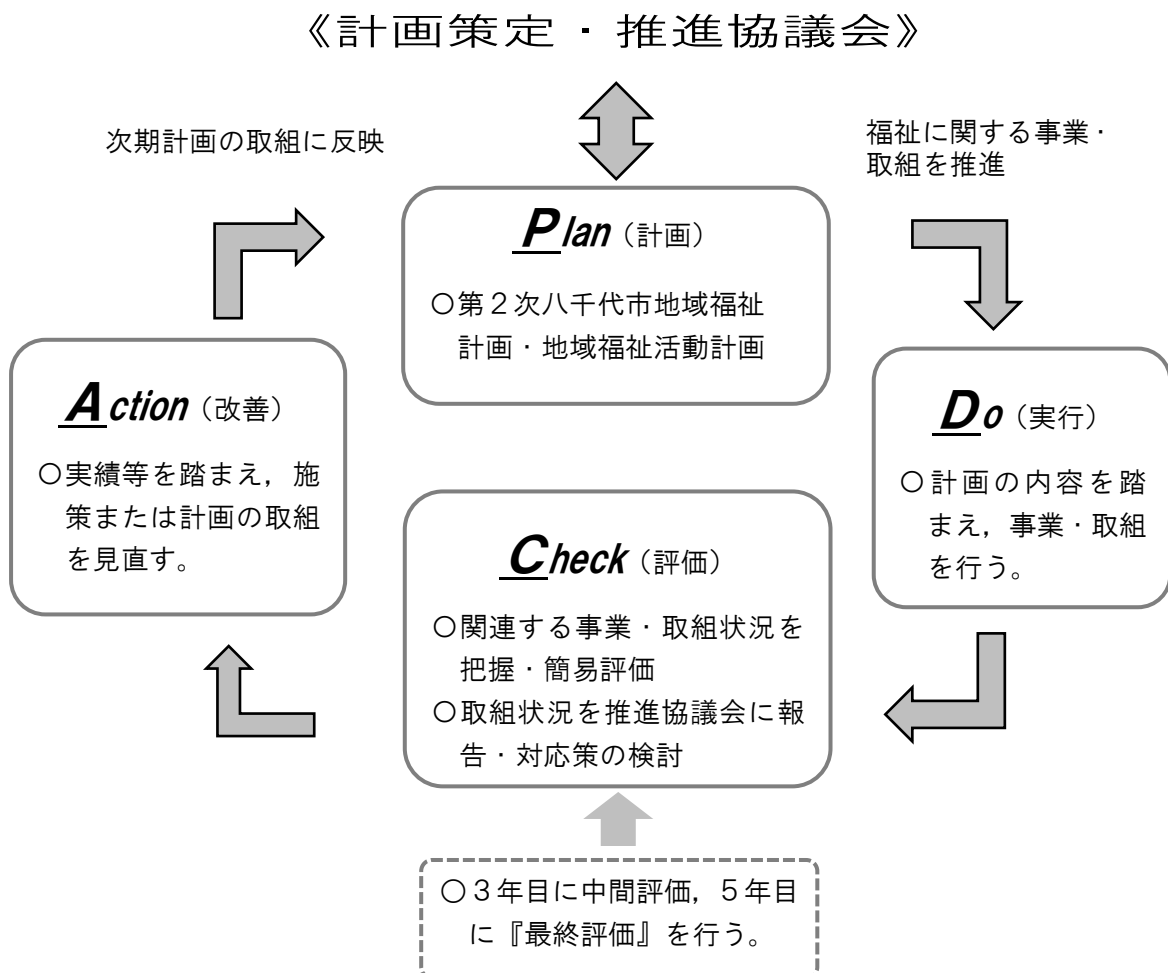 《計画策定・推進協議会》
次期計画の取組に反映
福祉に関する事業・
取組を推進
Plan（計画）
〇第２次八千代市地域福祉
計画・地域福祉活動計画
Action（改善）
〇実績等を踏まえ，施
策または計画の取組
を見直す。
Do（実行）
〇計画の内容を踏
まえ，事業・取組
を行う。
Check（評価）
〇関連する事業・取組状況を
把握・簡易評価
〇取組状況を推進協議会に報
告・対応策の検討
〇３年目に中間評価，５年目
に『最終評価』を行う。